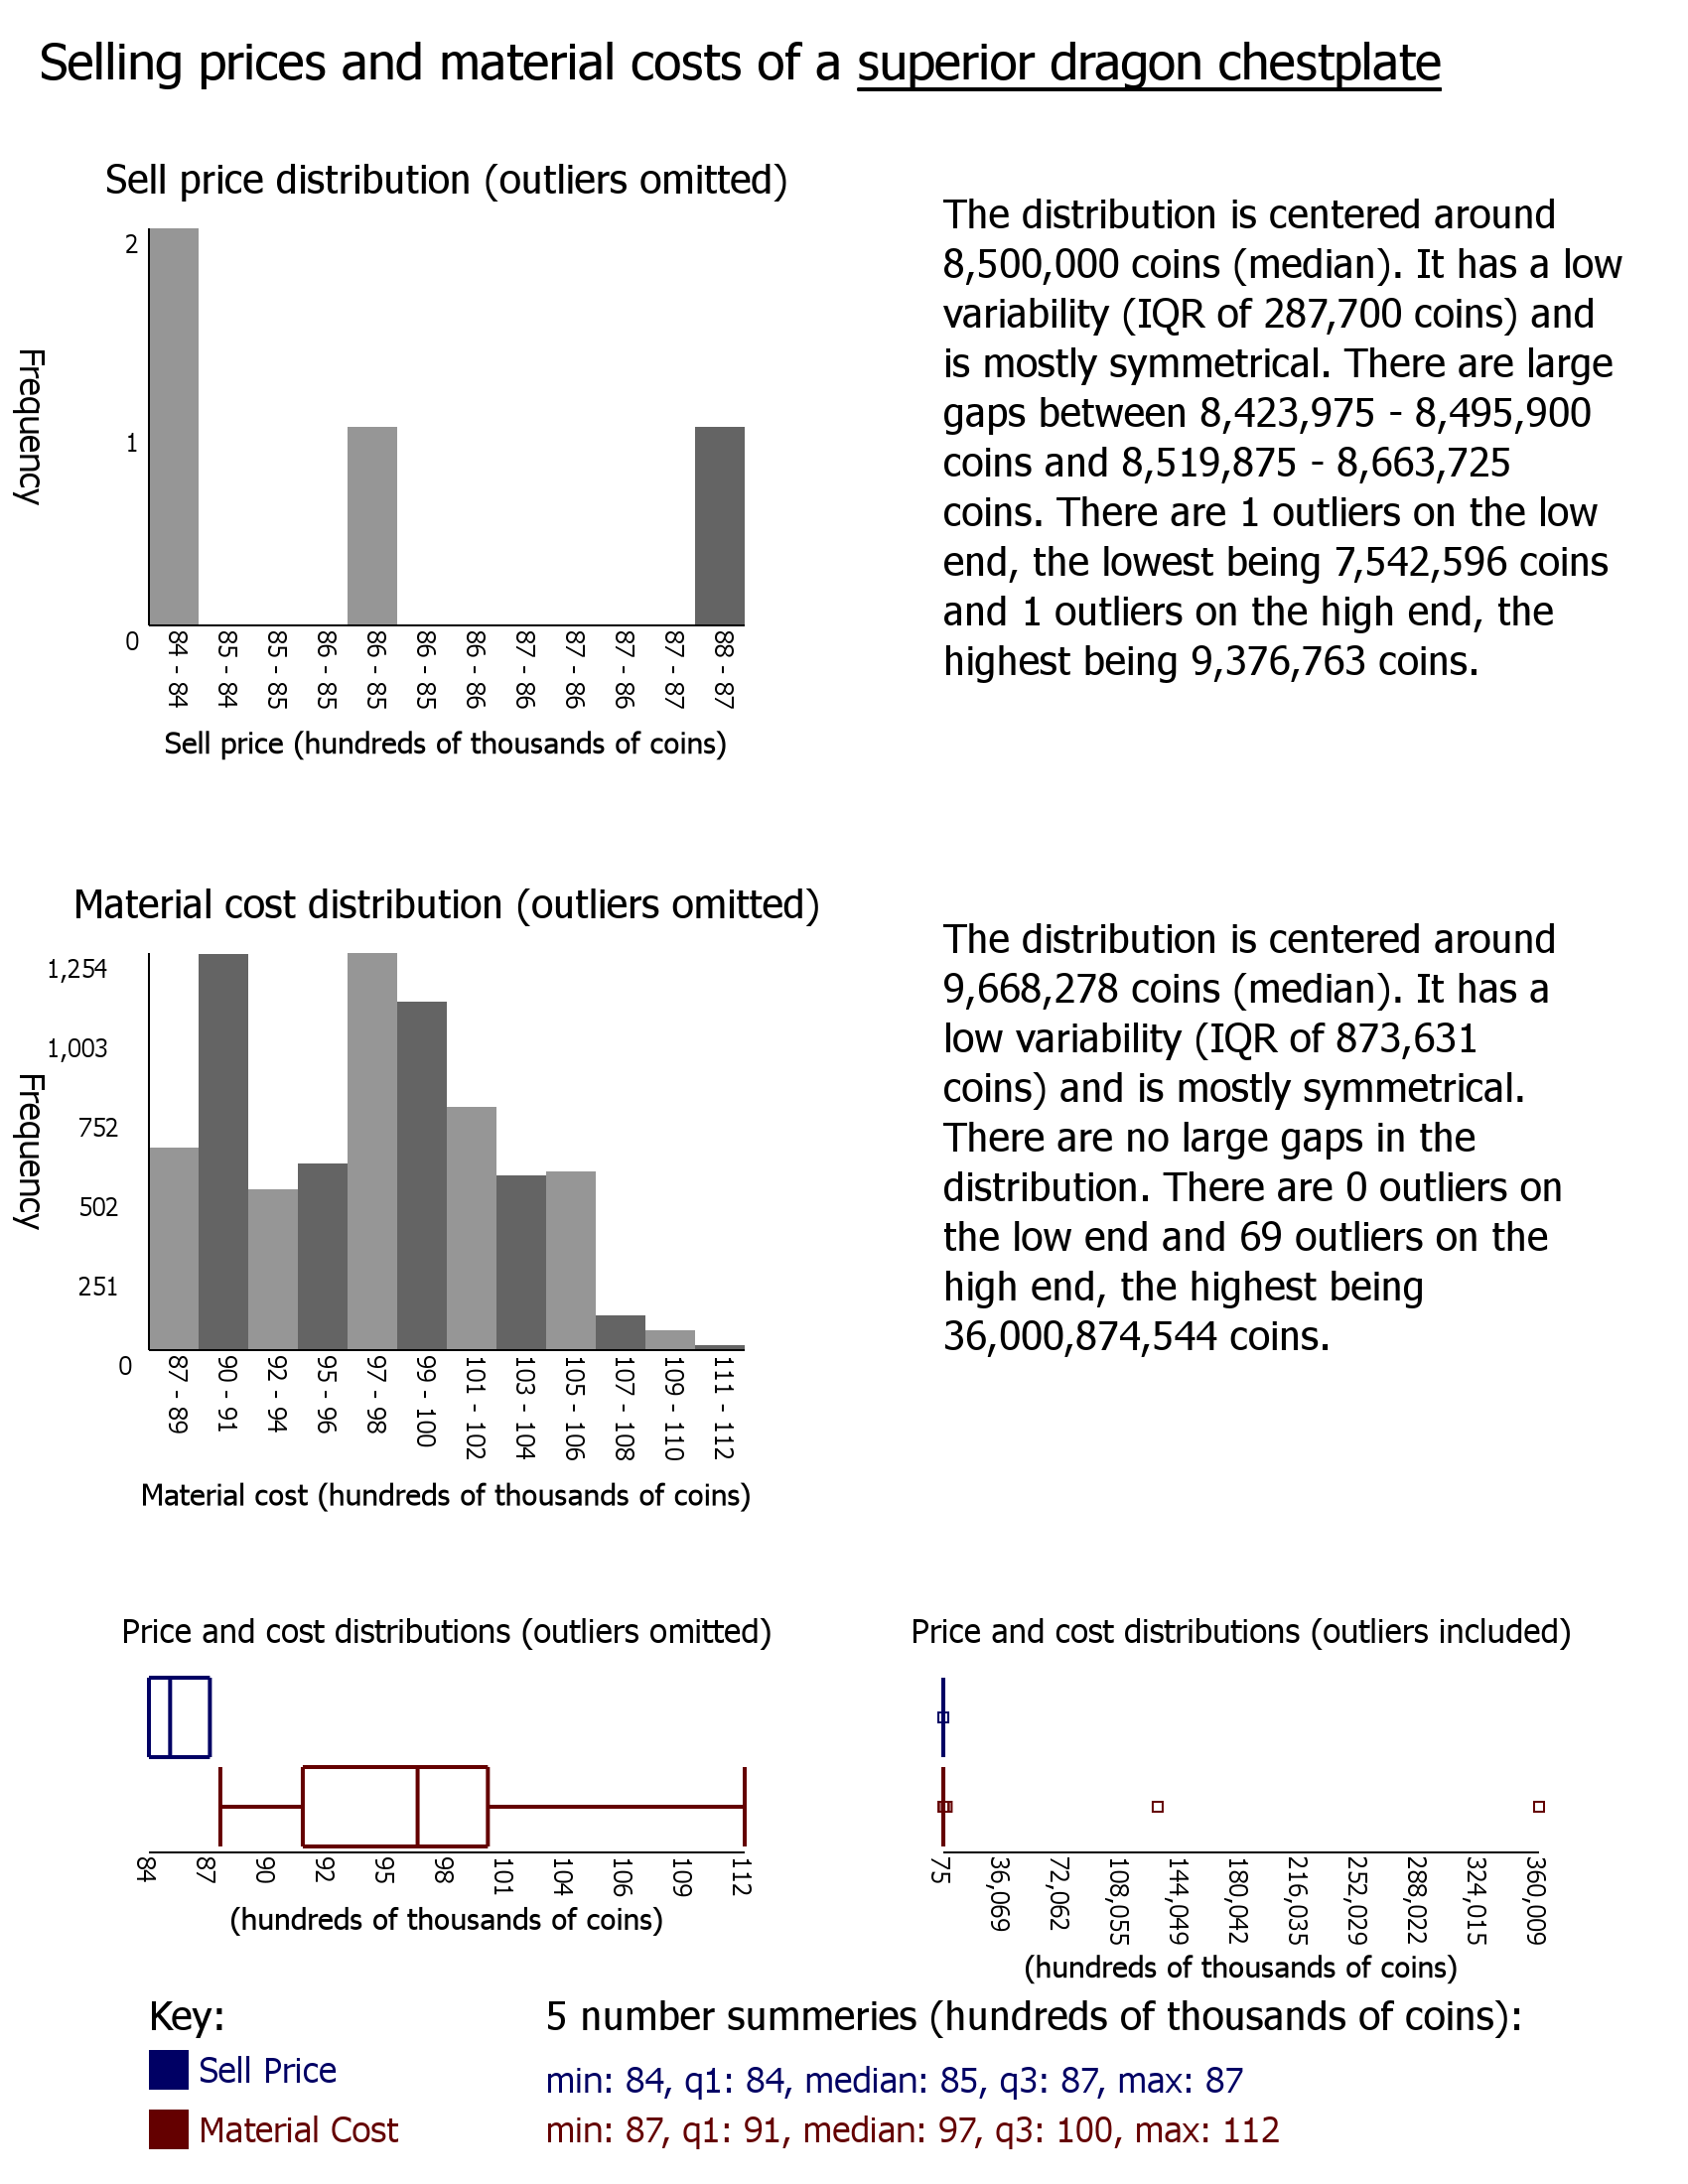 Selling prices and material costs of a superior dragon chestplate
Sell price distribution (outliers omitted)
Frequency
2
1
0
84 - 84
85 - 84
85 - 85
86 - 85
86 - 85
86 - 85
86 - 86
87 - 86
87 - 86
87 - 86
87 - 87
88 - 87
Sell price (hundreds of thousands of coins)
The distribution is centered around
8,500,000 coins (median). It has a low
variability (IQR of 287,700 coins) and
is mostly symmetrical. There are large
gaps between 8,423,975 - 8,495,900
coins and 8,519,875 - 8,663,725
coins. There are 1 outliers on the low
end, the lowest being 7,542,596 coins
and 1 outliers on the high end, the
highest being 9,376,763 coins.
Material cost distribution (outliers omitted)
Frequency
1,254
1,003
752
502
251
0
87 - 89
90 - 91
92 - 94
95 - 96
97 - 98
99 - 100
101 - 102
103 - 104
105 - 106
107 - 108
109 - 110
111 - 112
Material cost (hundreds of thousands of coins)
The distribution is centered around
9,668,278 coins (median). It has a
low variability (IQR of 873,631
coins) and is mostly symmetrical.
There are no large gaps in the
distribution. There are 0 outliers on
the low end and 69 outliers on the
high end, the highest being
36,000,874,544 coins.
Price and cost distributions (outliers omitted)
84
87
90
92
95
98
101
104
106
109
112
(hundreds of thousands of coins)
Price and cost distributions (outliers included)
75
36,069
72,062
108,055
144,049
180,042
216,035
252,029
288,022
324,015
360,009
(hundreds of thousands of coins)
Key:
Sell Price
Material Cost
5 number summeries (hundreds of thousands of coins):
min: 84, q1: 84, median: 85, q3: 87, max: 87
min: 87, q1: 91, median: 97, q3: 100, max: 112